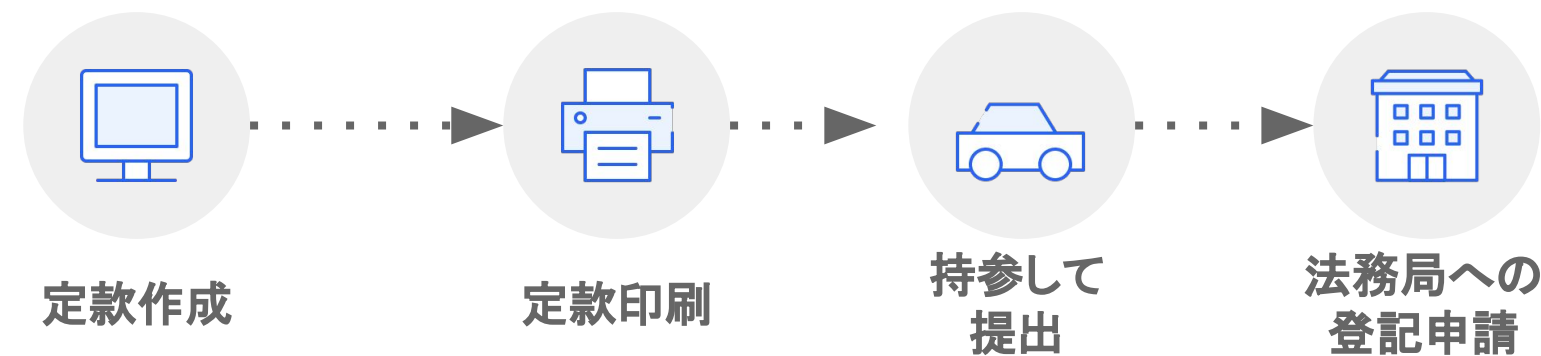 定款作成
定款印刷
持参して
提出
法務局への
登記申請